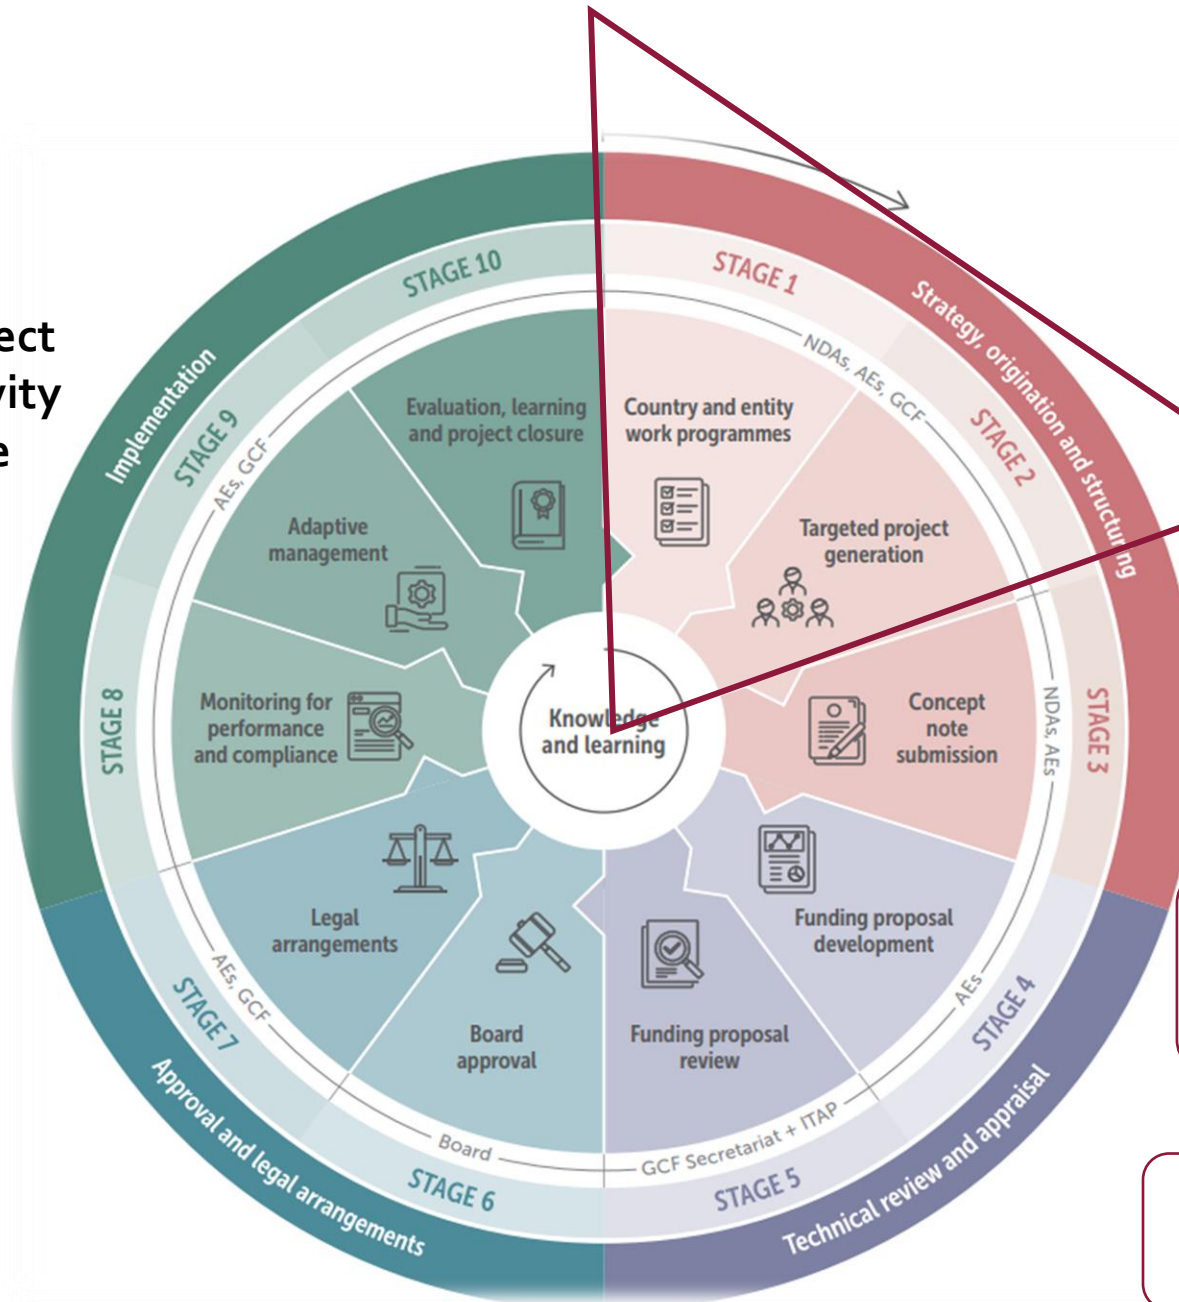 ect
vity
e
STAGE 1
STAGE 2
STAGE 3
STAGE 4
STAGE 5
STAGE 6
STAGE 7
STAGE 8
STAGE 9
STAGE 10
Strategy, origination and structuring
Technical review and appraisal
Approval and legal arrangements
Implementation
NDAs, AEs, GCF
NDAs, AEs
AEs
GCF Secretariat + ITAP
Board
AEs, GCF
AEs, GCF
Country and entity
work programmes
Targeted project
generation
Concept
note
submission
Funding proposal
development
Funding proposal
review
Board
approval
Legal
arrangements
Monitoring for
performance
and compliance
Adaptive
management
Evaluation, learning
and project closure
Knowledge
and learning